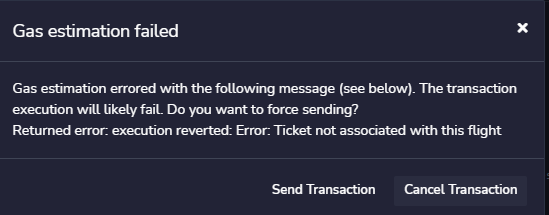 Gas estimation failed
Gas estimation errored with the following message (see below). The transaction
execution will likely fail. Do you want to force sending?
Returned error: execution reverted: Error: Ticket not associated with this flight
Send Transaction Cancel Transaction